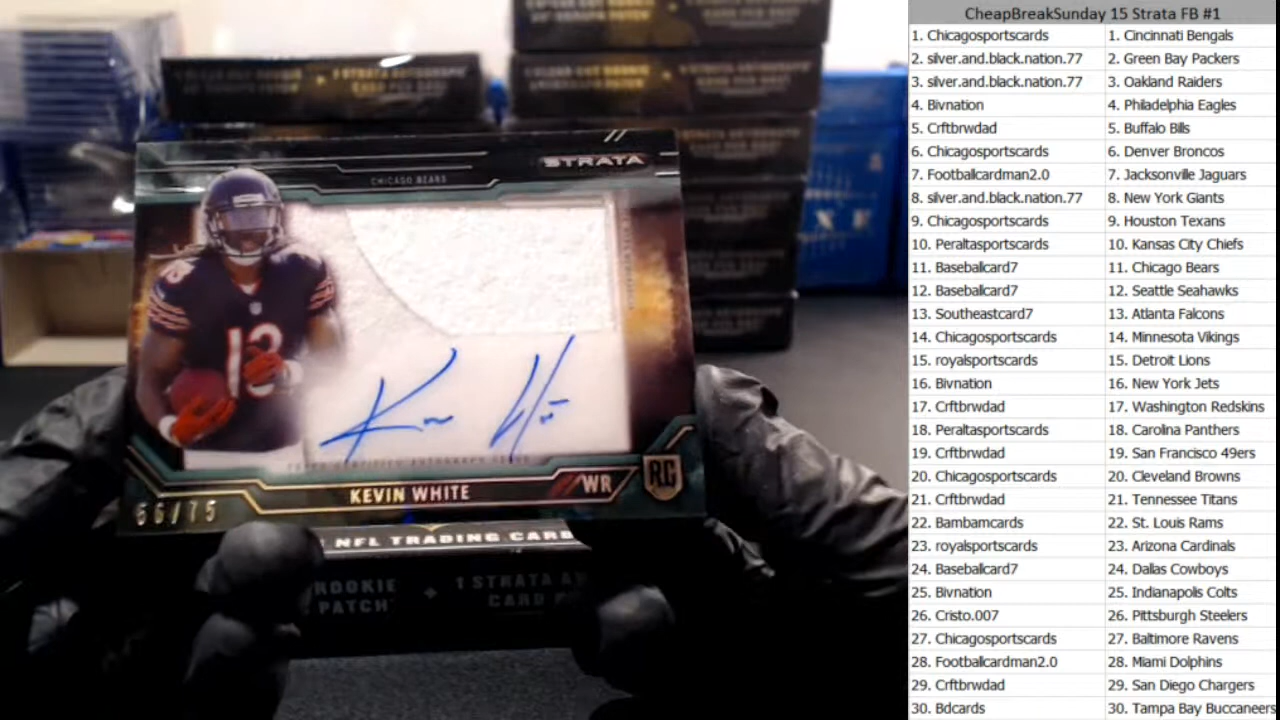 STRATA
CHICAGO BEARS
13
TOPPS CERTIFIED AUTOGRAPH ISSUE
KEVIN WHITE
WR
RC
56/75
NFL TRADING CARD
ROOKIE
PATCH
1 STRATA
CARD
CheapBreakSunday 15 Strata FB #1
1. Chicagosportscards 1. Cincinnati Bengals
2. silver.and.black.nation.77 2. Green Bay Packers
3. silver.and.black.nation.77 3. Oakland Raiders
4. Bivnation 4. Philadelphia Eagles
5. Crftbrwdad 5. Buffalo Bills
6. Chicagosportscards 6. Denver Broncos
7. Footballcardman2.0 7. Jacksonville Jaguars
8. silver.and.black.nation.77 8. New York Giants
9. Chicagosportscards 9. Houston Texans
10. Peraltasportscards 10. Kansas City Chiefs
11. Baseballcard7 11. Chicago Bears
12. Baseballcard7 12. Seattle Seahawks
13. Southeastcard7 13. Atlanta Falcons
14. Chicagosportscards 14. Minnesota Vikings
15. royalsportscards 15. Detroit Lions
16. Bivnation 16. New York Jets
17. Crftbrwdad 17. Washington Redskins
18. Peraltasportscards 18. Carolina Panthers
19. Crftbrwdad 19. San Francisco 49ers
20. Chicagosportscards 20. Cleveland Browns
21. Crftbrwdad 21. Tennessee Titans
22. Bambamcards 22. St. Louis Rams
23. royalsportscards 23. Arizona Cardinals
24. Baseballcard7 24. Dallas Cowboys
25. Bivnation 25. Indianapolis Colts
26. Cristo.007 26. Pittsburgh Steelers
27. Chicagosportscards 27. Baltimore Ravens
28. Footballcardman2.0 28. Miami Dolphins
29. Crftbrwdad 29. San Diego Chargers
30. Bdcards 30. Tampa Bay Buccaneers